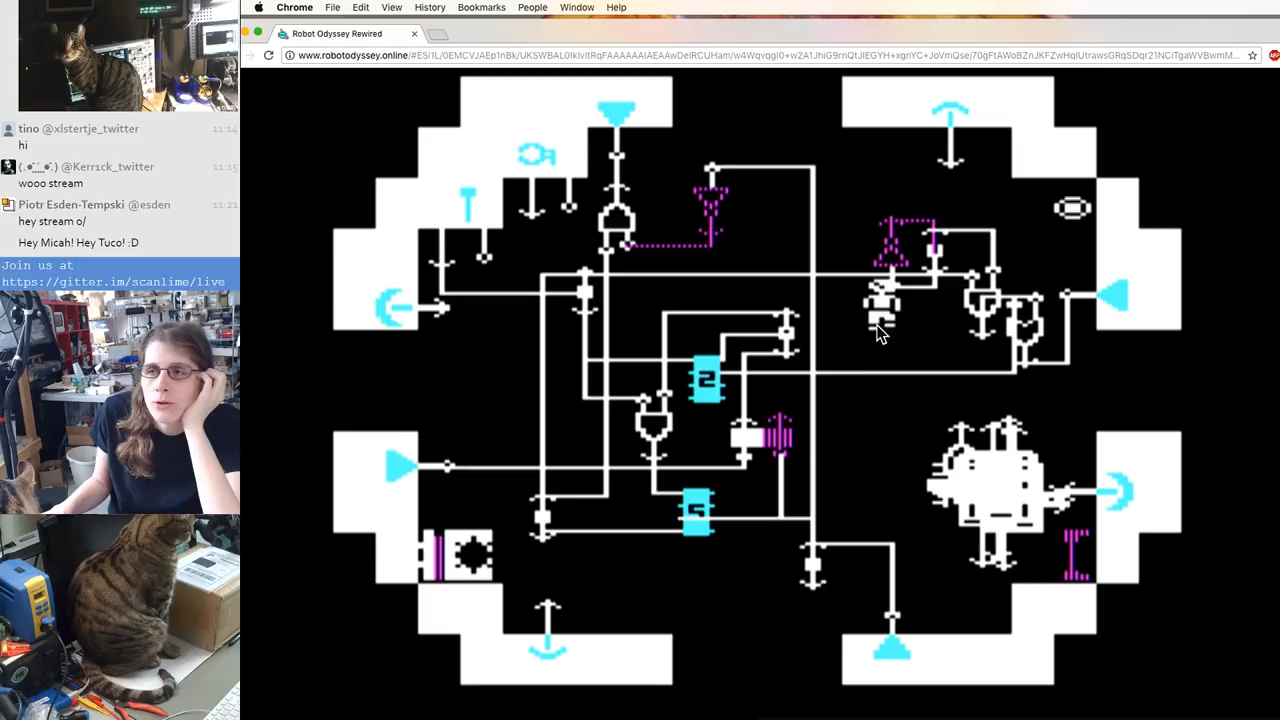 Chrome File Edit View History Bookmarks People Window Help
Robot Odyssey Rewired
tino @xlstertje_twitter 11:14
hi
@Kerr1ck_twitter 11:15
wooo stream
Piotr Esden-Tempski @esden 11:21
hey stream o/
Hey Micah! Hey Tuco! :D
Join us at
https://gitter.im/scanlime/live
2
5